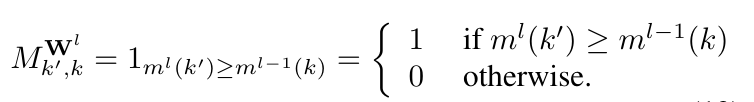 M^{\mathbf{W}^l}_{k',k} = 1_{m^l(k') \geq m^{l-1}(k)} = \begin{cases} 1 & \text{if } m^l(k') \geq m^{l-1}(k) \\ 0 & \text{otherwise.} \end{cases}